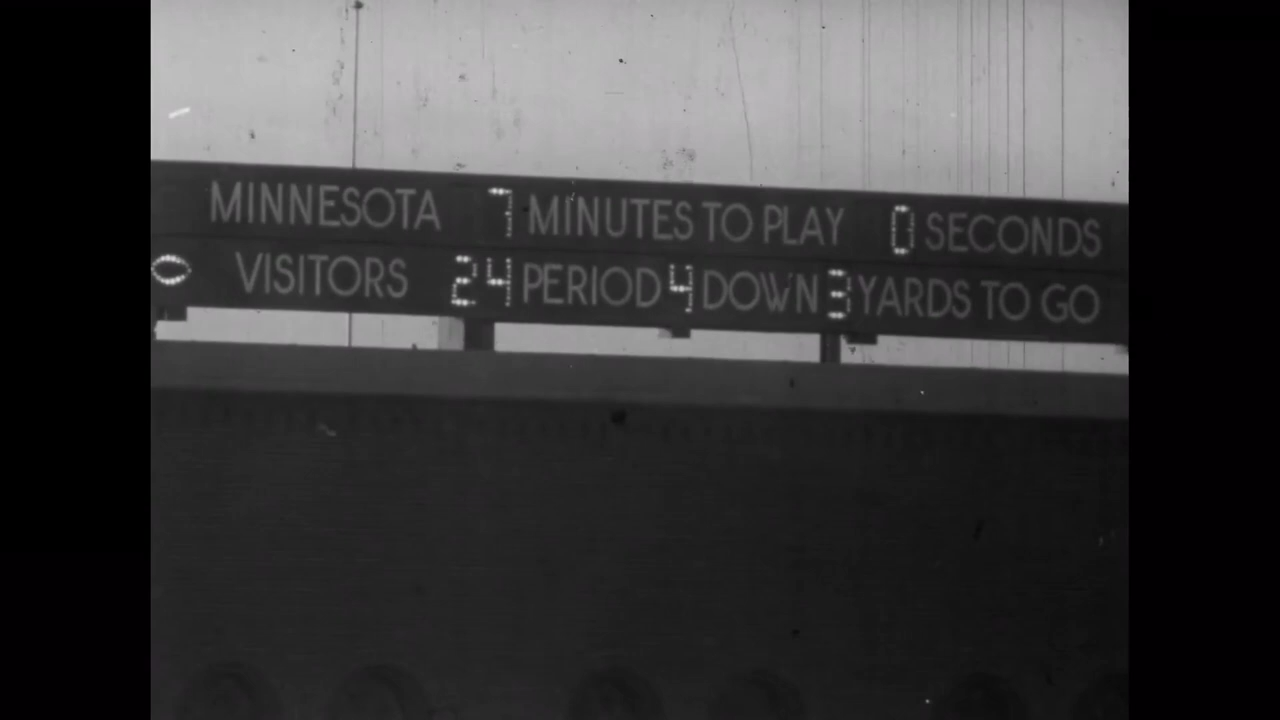 MINNESOTA 7 MINUTES TO PLAY 0 SECONDS
VISITORS 24 PERIOD 4 DOWN 3 YARDS TO GO